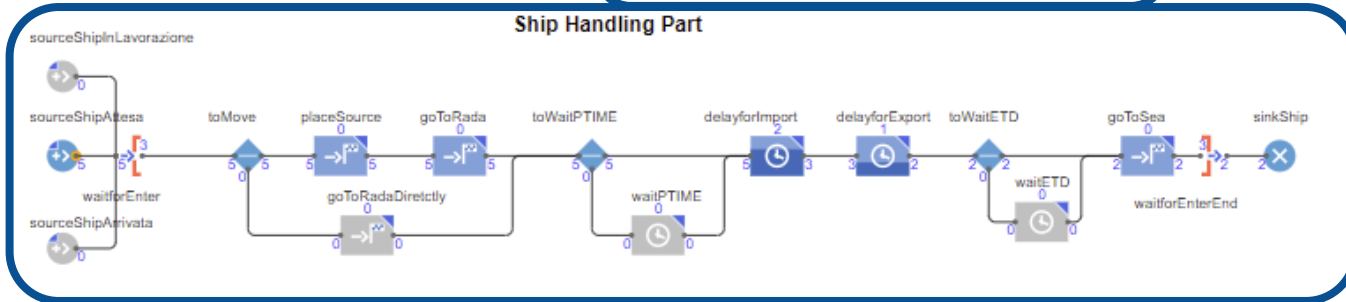 Ship Handling Part
sourceShipInLavorazione
0
sourceShipAttesa
5
5
3
waitforEnter
sourceShipArrivata
0
toMove
5
5
0
placeSource
0
5
5
goToRada
0
5
5
goToRadaDiretctly
0
0
0
toWaitPTIME
5
5
0
waitPTIME
0
0
0
delayforImport
2
5
3
delayforExport
1
3
2
toWaitETD
2
2
0
waitETD
0
0
0
goToSea
0
2
2
3
2
waitforEnterEnd
sinkShip
2